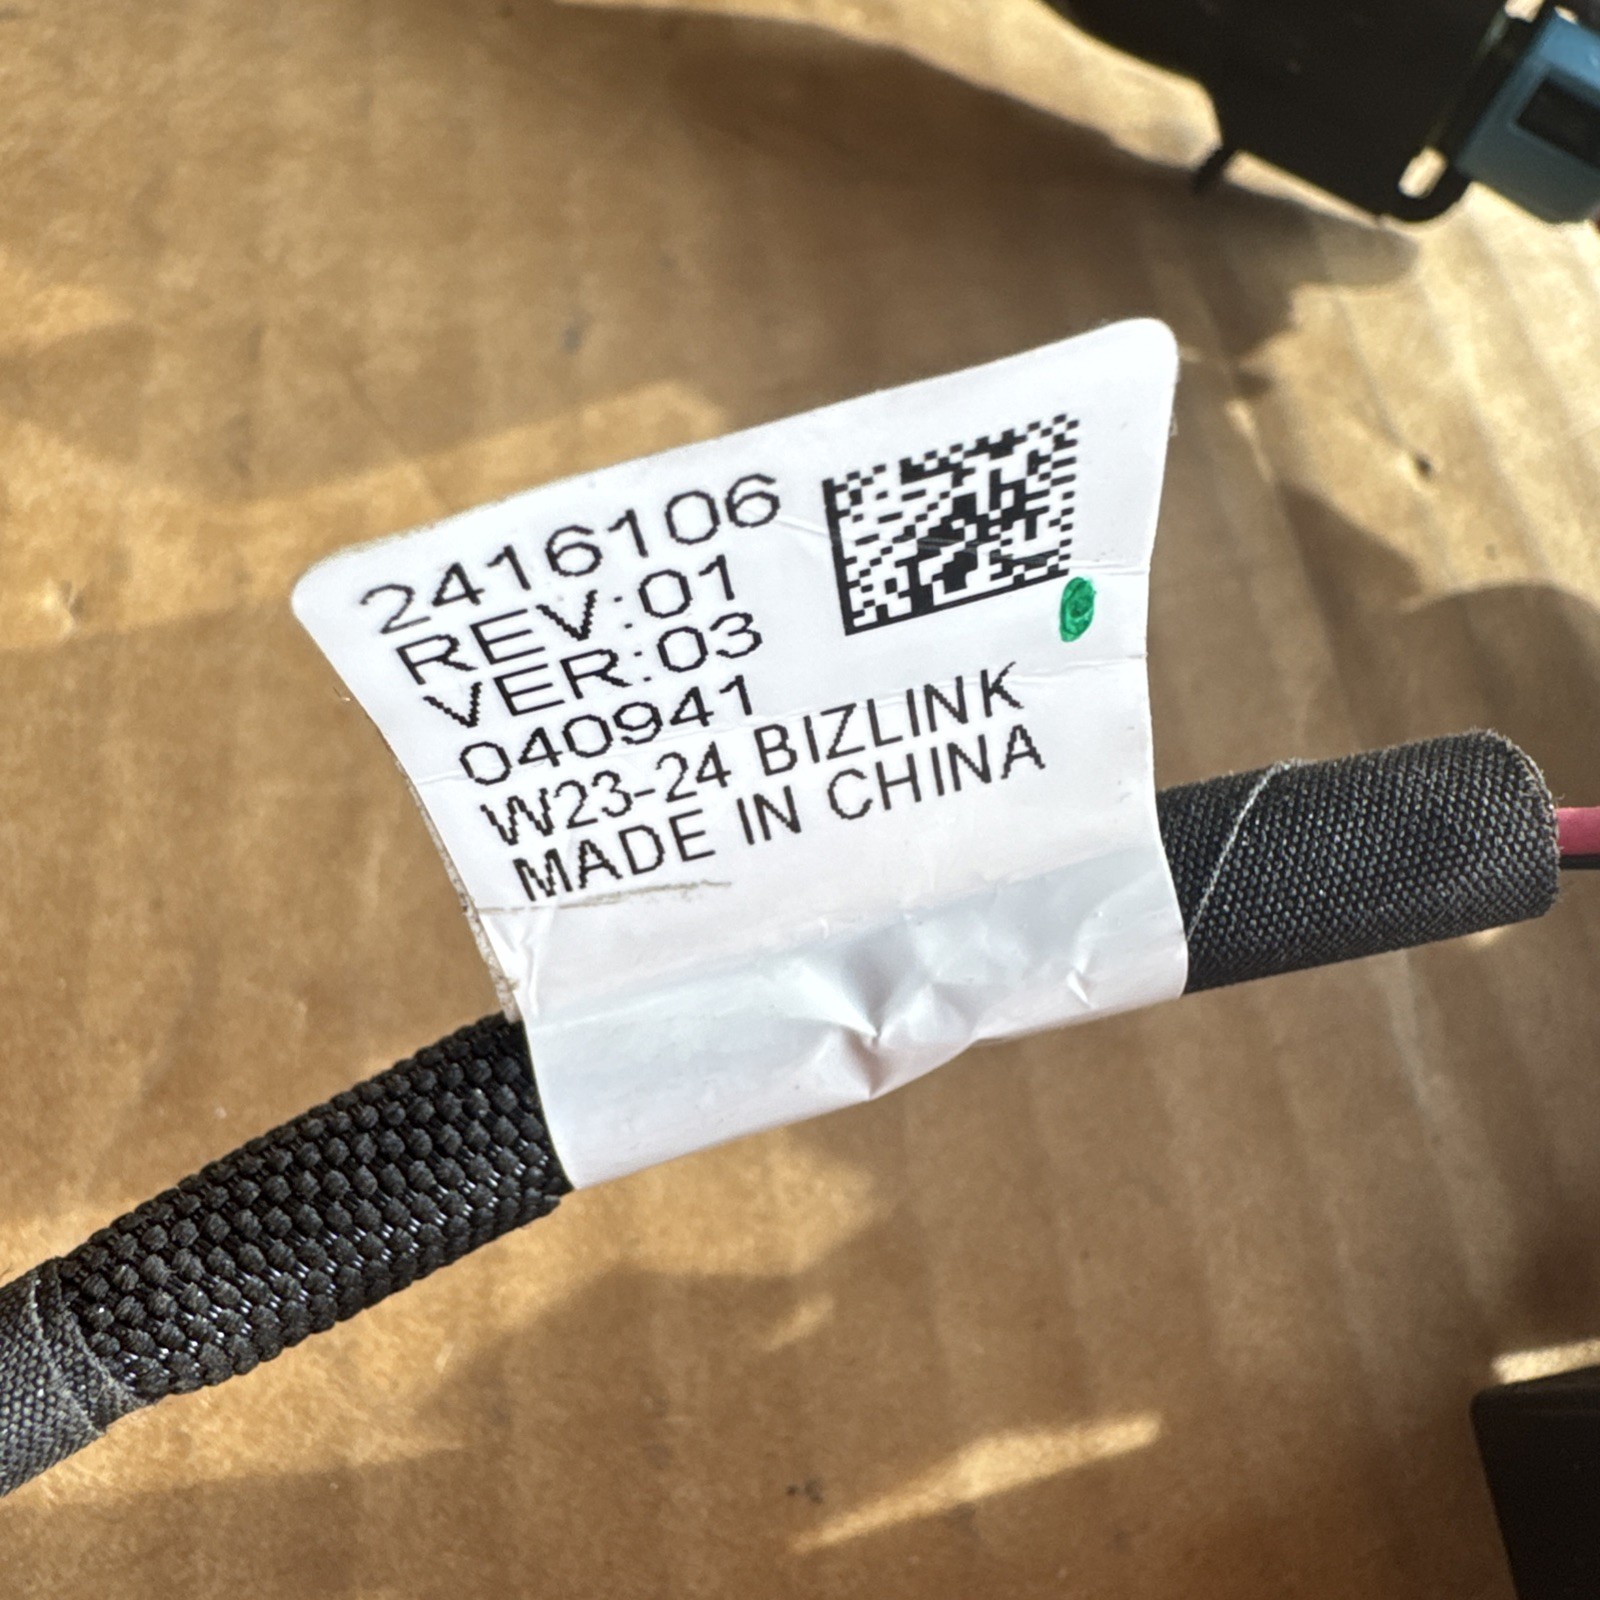 2416106
REV:01
VER:03
040941
W23-24 BIZLINK
MADE IN CHINA